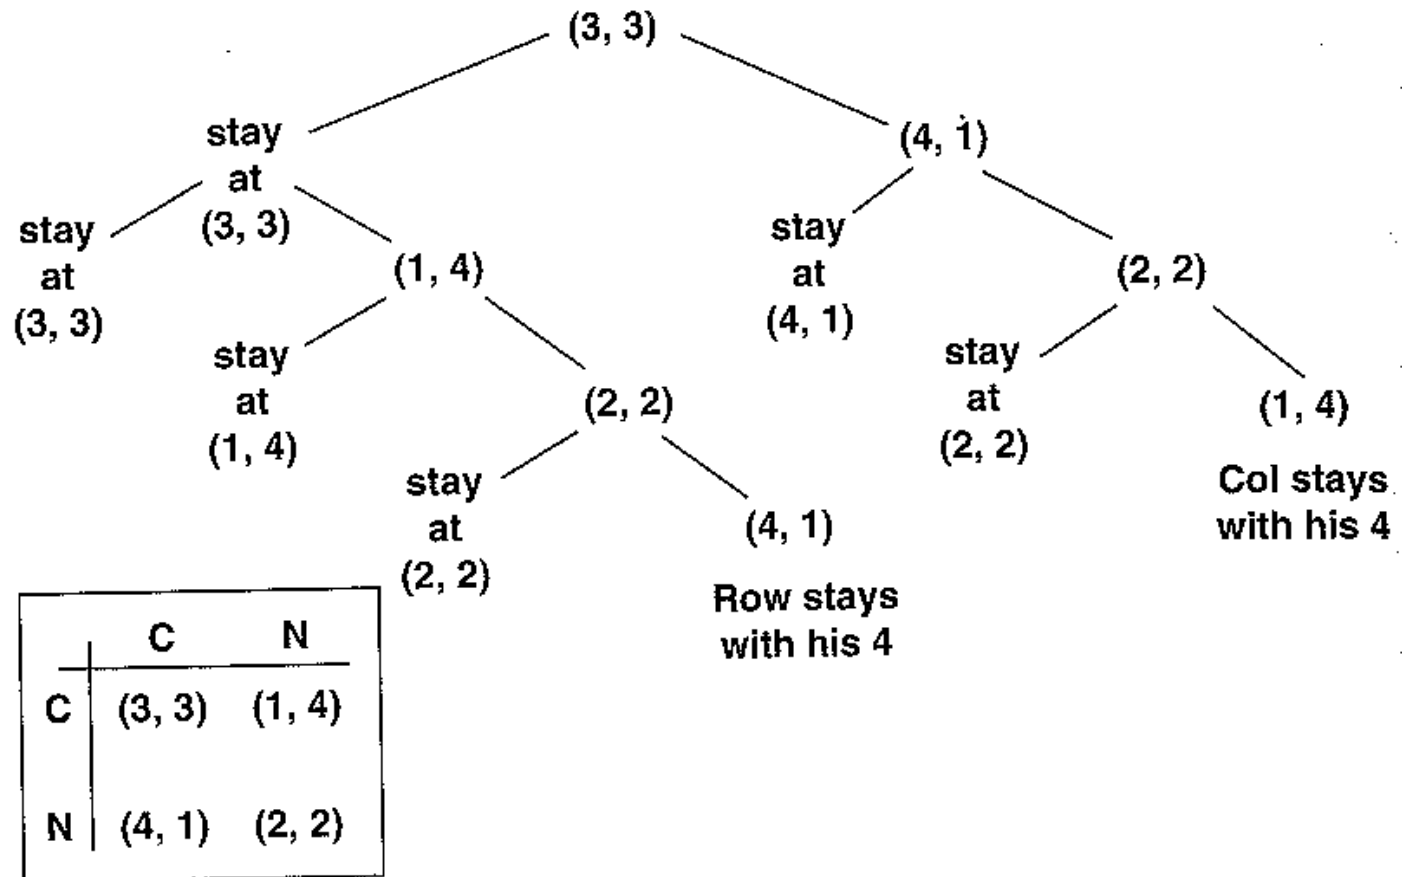 (3, 3)
stay
at
(3, 3)
(4, 1)
stay
at
(3, 3)
(1, 4)
stay
at
(4, 1)
(2, 2)
stay
at
(1, 4)
(2, 2)
stay
at
(2, 2)
(1, 4)
Col stays
with his 4
stay
at
(2, 2)
(4, 1)
Row stays
with his 4
C N
C (3, 3) (1, 4)
N (4, 1) (2, 2)